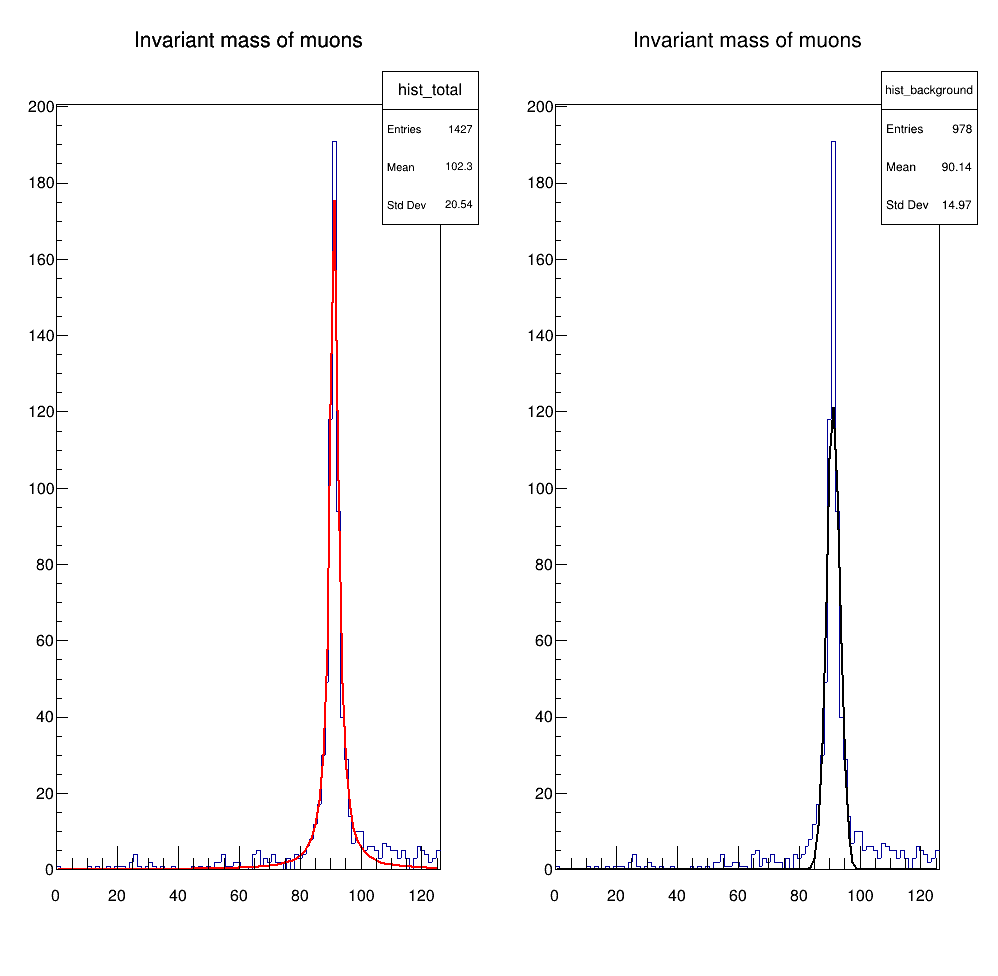 Invariant mass of muons
hist_total
Entries 1427
Mean 102.3
Std Dev 20.54
200
180
160
140
120
100
80
60
40
20
0
0 20 40 60 80 100 120
Invariant mass of muons
hist_background
Entries 978
Mean 90.14
Std Dev 14.97
200
180
160
140
120
100
80
60
40
20
0
0 20 40 60 80 100 120